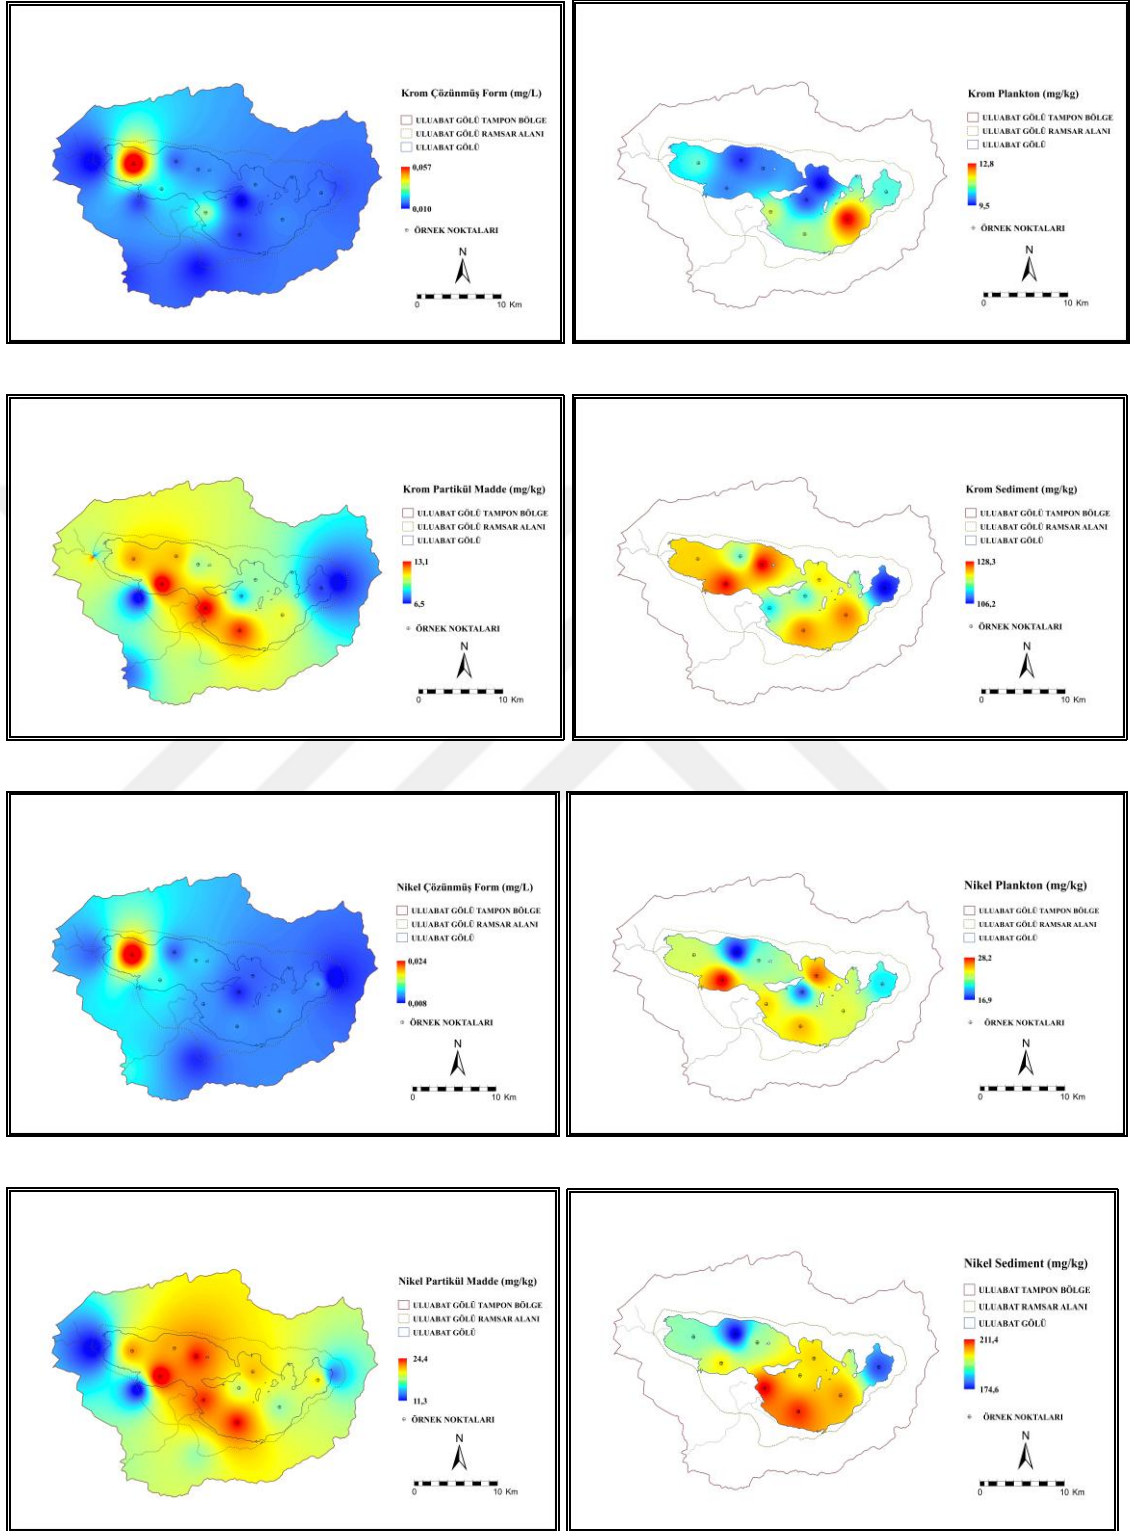 Krom Çözünmüş Form (mg/L)
ULUABAT GÖLÜ TAMPON BÖLGE
ULUABAT GÖLÜ RAMSAR ALANI
ULUABAT GÖLÜ
0,057
0,010
ÖRNEK NOKTALARI
N
0 10 Km
Krom Plankton (mg/kg)
ULUABAT GÖLÜ TAMPON BÖLGE
ULUABAT GÖLÜ RAMSAR ALANI
ULUABAT GÖLÜ
12,8
9,5
ÖRNEK NOKTALARI
N
0 10 Km
Krom Partikül Madde (mg/kg)
ULUABAT GÖLÜ TAMPON BÖLGE
ULUABAT GÖLÜ RAMSAR ALANI
ULUABAT GÖLÜ
13,1
6,5
ÖRNEK NOKTALARI
N
0 10 Km
Krom Sediment (mg/kg)
ULUABAT GÖLÜ TAMPON BÖLGE
ULUABAT GÖLÜ RAMSAR ALANI
ULUABAT GÖLÜ
128,3
106,2
ÖRNEK NOKTALARI
N
0 10 Km
Nikel Çözünmüş Form (mg/L)
ULUABAT GÖLÜ TAMPON BÖLGE
ULUABAT GÖLÜ RAMSAR ALANI
ULUABAT GÖLÜ
0,024
0,008
ÖRNEK NOKTALARI
N
0 10 Km
Nikel Plankton (mg/kg)
ULUABAT GÖLÜ TAMPON BÖLGE
ULUABAT GÖLÜ RAMSAR ALANI
ULUABAT GÖLÜ
28,2
16,9
ÖRNEK NOKTALARI
N
0 10 Km
Nikel Partikül Madde (mg/kg)
ULUABAT GÖLÜ TAMPON BÖLGE
ULUABAT GÖLÜ RAMSAR ALANI
ULUABAT GÖLÜ
24,4
11,3
ÖRNEK NOKTALARI
N
0 10 Km
Nikel Sediment (mg/kg)
ULUABAT TAMPON BÖLGE
ULUABAT RAMSAR ALANI
ULUABAT GÖLÜ
211,4
174,6
ÖRNEK NOKTALARI
N
0 10 Km